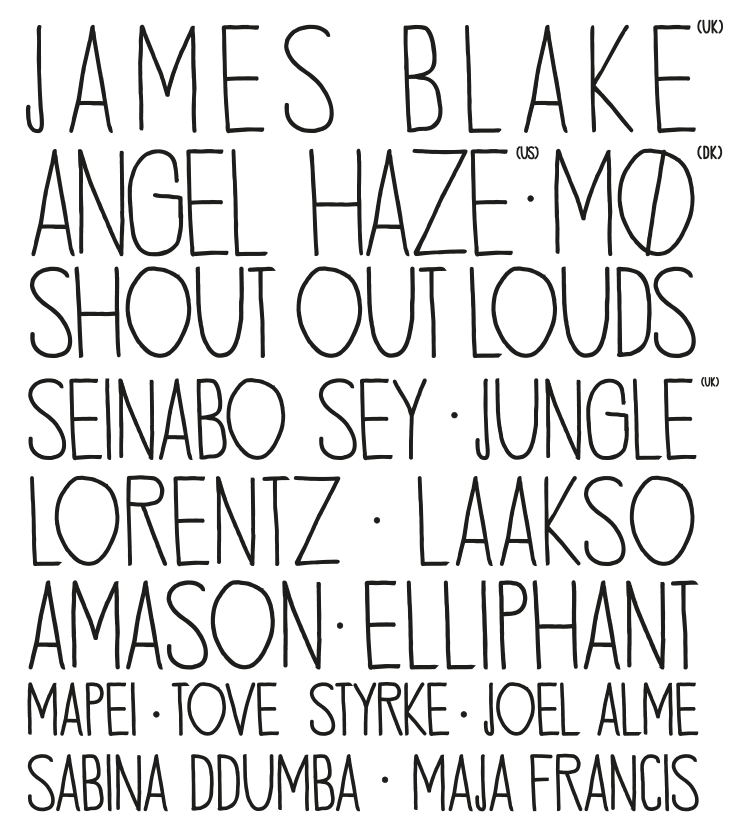 JAMES BLAKE (UK)
ANGEL HAZE (US) · MØ (DK)
SHOUT OUT LOUDS
SEINABO SEY · JUNGLE (UK)
LORENTZ · LAAKSO
AMASON · ELLIPHANT
MAPEI · TOVE STYRKE · JOEL ALME
SABINA DDUMBA · MAJA FRANCIS